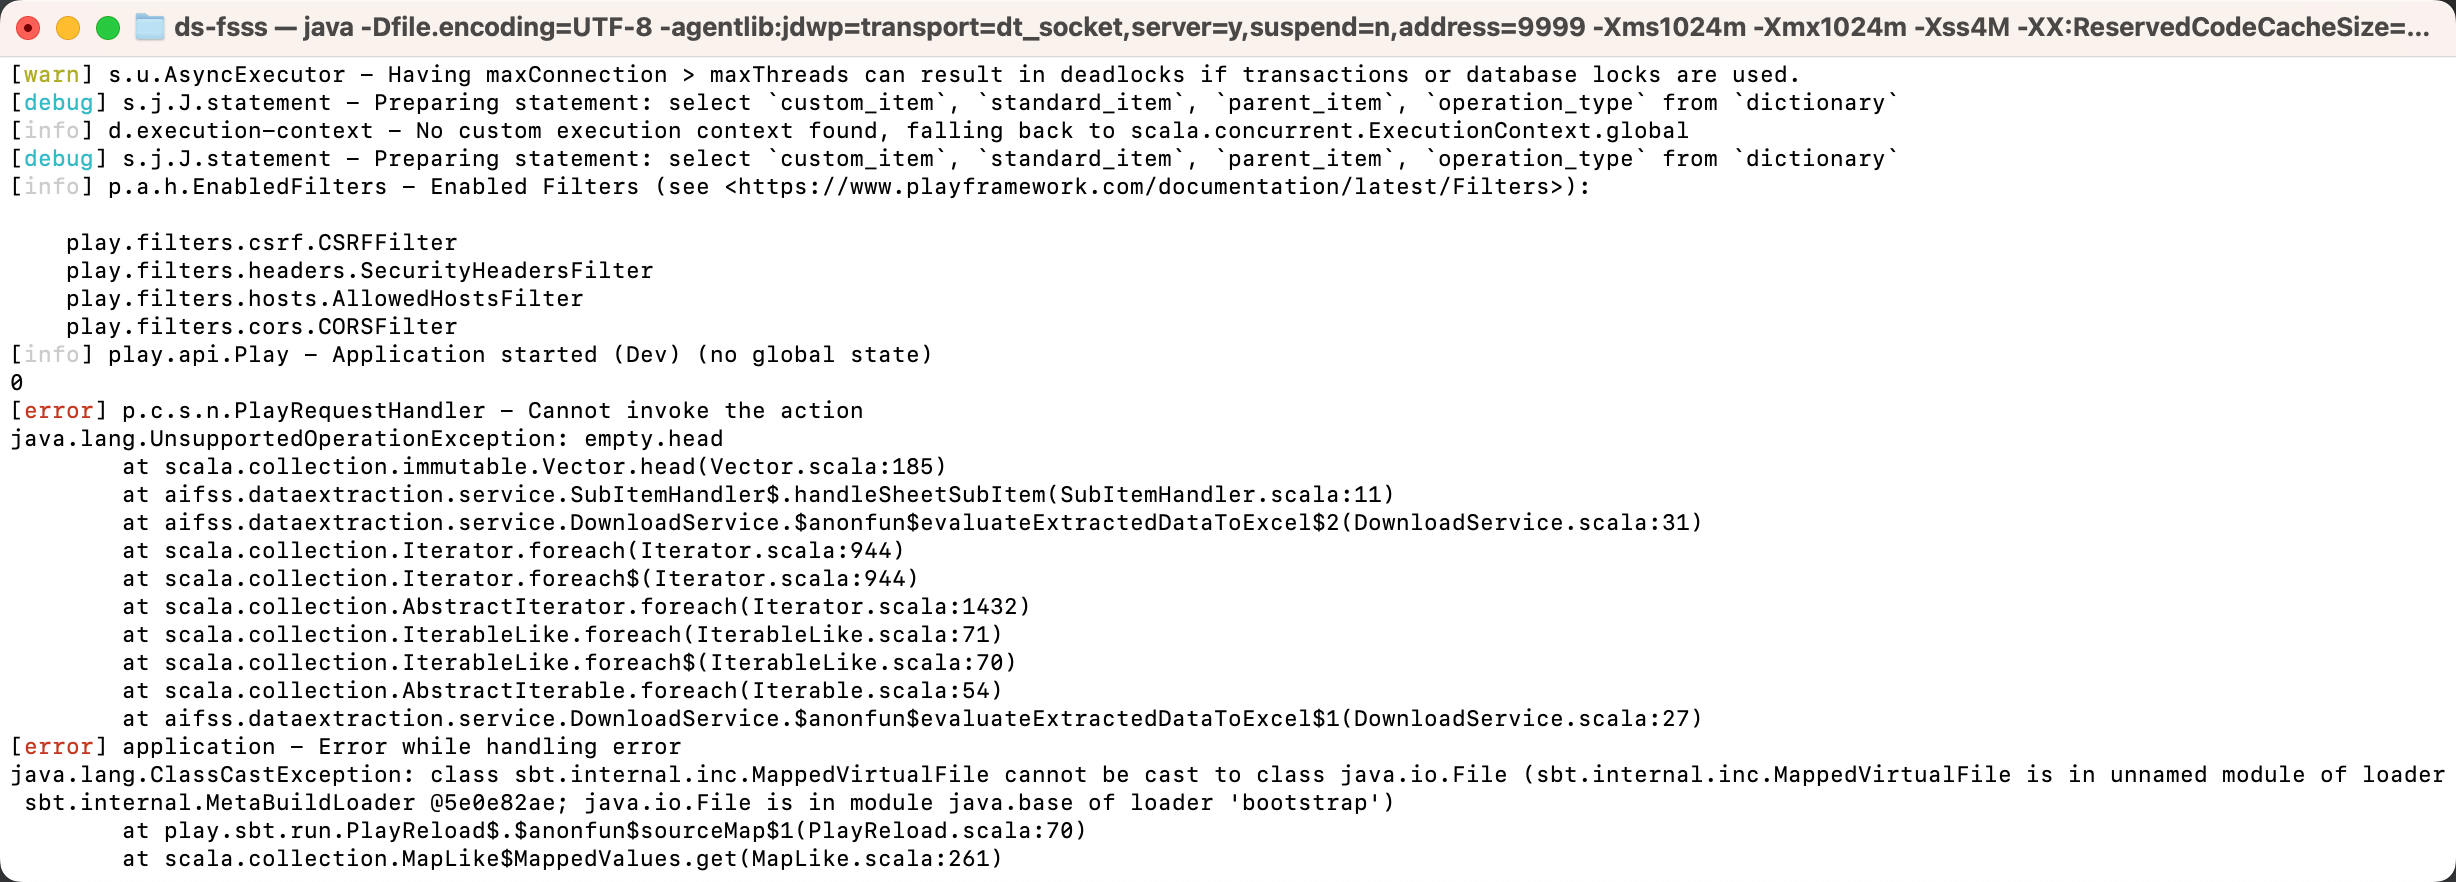 ds-fsss — java -Dfile.encoding=UTF-8 -agentlib:jdwp=transport=dt_socket,server=y,suspend=n,address=9999 -Xms1024m -Xmx1024m -Xss4M -XX:ReservedCodeCacheSize=...
[warn] s.u.AsyncExecutor - Having maxConnection > maxThreads can result in deadlocks if transactions or database locks are used.
[debug] s.j.J.statement - Preparing statement: select `custom_item`, `standard_item`, `parent_item`, `operation_type` from `dictionary`
[info] d.execution-context - No custom execution context found, falling back to scala.concurrent.ExecutionContext.global
[debug] s.j.J.statement - Preparing statement: select `custom_item`, `standard_item`, `parent_item`, `operation_type` from `dictionary`
[info] p.a.h.EnabledFilters - Enabled Filters (see <https://www.playframework.com/documentation/latest/Filters>):
play.filters.csrf.CSRFFilter
play.filters.headers.SecurityHeadersFilter
play.filters.hosts.AllowedHostsFilter
play.filters.cors.CORSFilter
[info] play.api.Play - Application started (Dev) (no global state)
0
[error] p.c.s.n.PlayRequestHandler - Cannot invoke the action
java.lang.UnsupportedOperationException: empty.head
at scala.collection.immutable.Vector.head(Vector.scala:185)
at aifss.dataextraction.service.SubItemHandler$.handleSheetSubItem(SubItemHandler.scala:11)
at aifss.dataextraction.service.DownloadService.$anonfun$evaluateExtractedDataToExcel$2(DownloadService.scala:31)
at scala.collection.Iterator.foreach(Iterator.scala:944)
at scala.collection.Iterator.foreach$(Iterator.scala:944)
at scala.collection.AbstractIterator.foreach(Iterator.scala:1432)
at scala.collection.IterableLike.foreach(IterableLike.scala:71)
at scala.collection.IterableLike.foreach$(IterableLike.scala:70)
at scala.collection.AbstractIterable.foreach(Iterable.scala:54)
at aifss.dataextraction.service.DownloadService.$anonfun$evaluateExtractedDataToExcel$1(DownloadService.scala:27)
[error] application - Error while handling error
java.lang.ClassCastException: class sbt.internal.inc.MappedVirtualFile cannot be cast to class java.io.File (sbt.internal.inc.MappedVirtualFile is in unnamed module of loader
sbt.internal.MetaBuildLoader @5e0e82ae; java.io.File is in module java.base of loader 'bootstrap')
at play.sbt.run.PlayReload$.$anonfun$sourceMap$1(PlayReload.scala:70)
at scala.collection.MapLike$MappedValues.get(MapLike.scala:261)